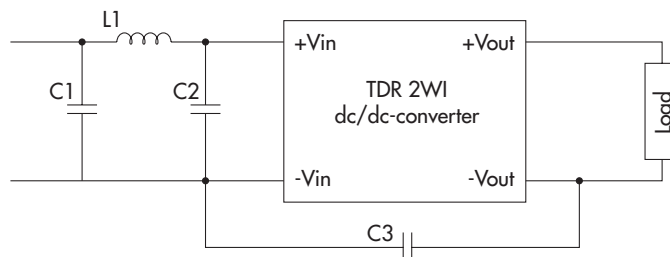 L1
+Vin
+Vout
C1
C2
TDR 2WI
dc/dc-converter
Load
-Vin
-Vout
C3